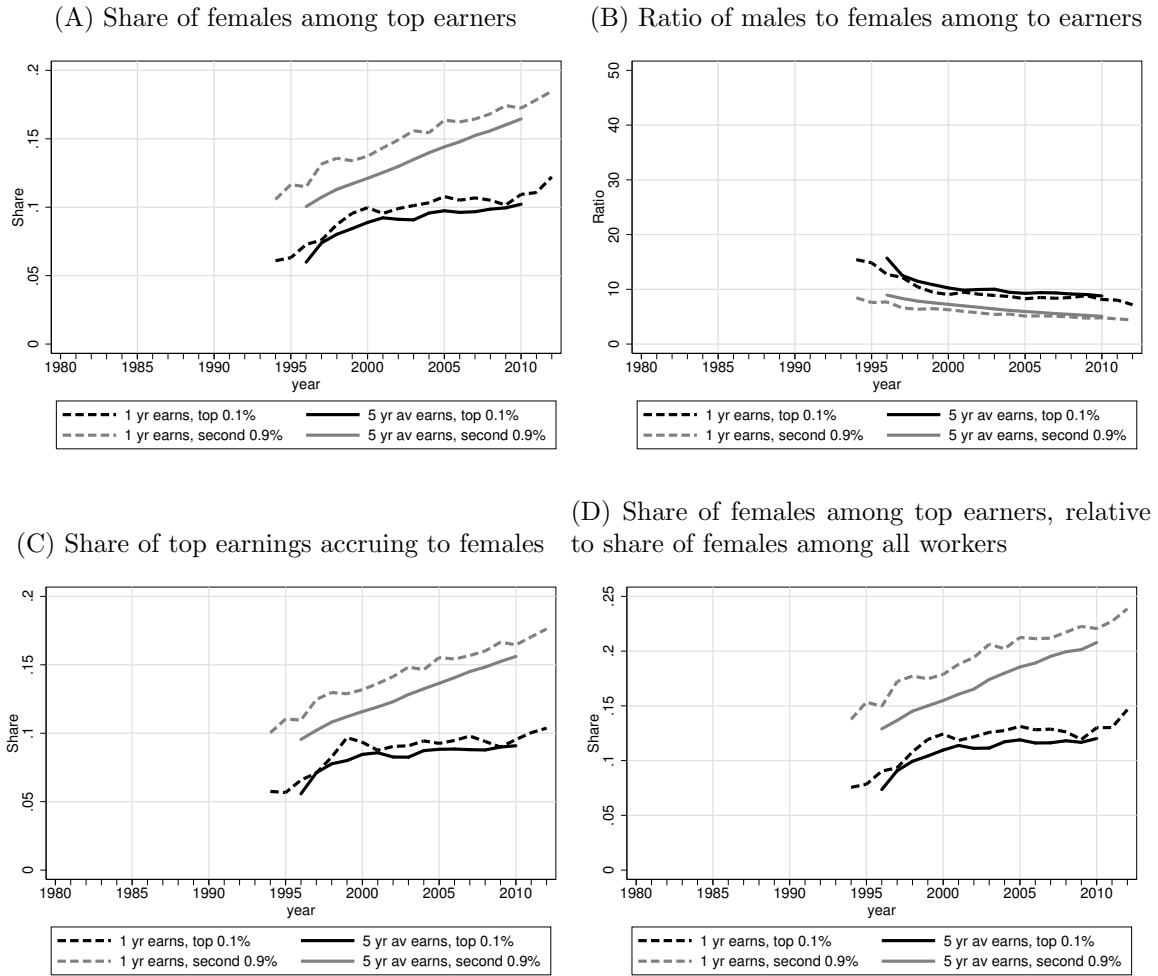 (A) Share of females among top earners
(B) Ratio of males to females among to earners
.2
.15
.1
.05
0
Share
1980
1985
1990
1995
2000
2005
2010
year
1 yr earns, top 0.1%
5 yr av earns, top 0.1%
1 yr earns, second 0.9%
5 yr av earns, second 0.9%
50
40
30
20
10
0
Ratio
1980
1985
1990
1995
2000
2005
2010
year
1 yr earns, top 0.1%
5 yr av earns, top 0.1%
1 yr earns, second 0.9%
5 yr av earns, second 0.9%
(C) Share of top earnings accruing to females
(D) Share of females among top earners, relative
to share of females among all workers
.2
.15
.1
.05
0
Share
1980
1985
1990
1995
2000
2005
2010
year
1 yr earns, top 0.1%
5 yr av earns, top 0.1%
1 yr earns, second 0.9%
5 yr av earns, second 0.9%
.25
.2
.15
.1
.05
0
Share
1980
1985
1990
1995
2000
2005
2010
year
1 yr earns, top 0.1%
5 yr av earns, top 0.1%
1 yr earns, second 0.9%
5 yr av earns, second 0.9%